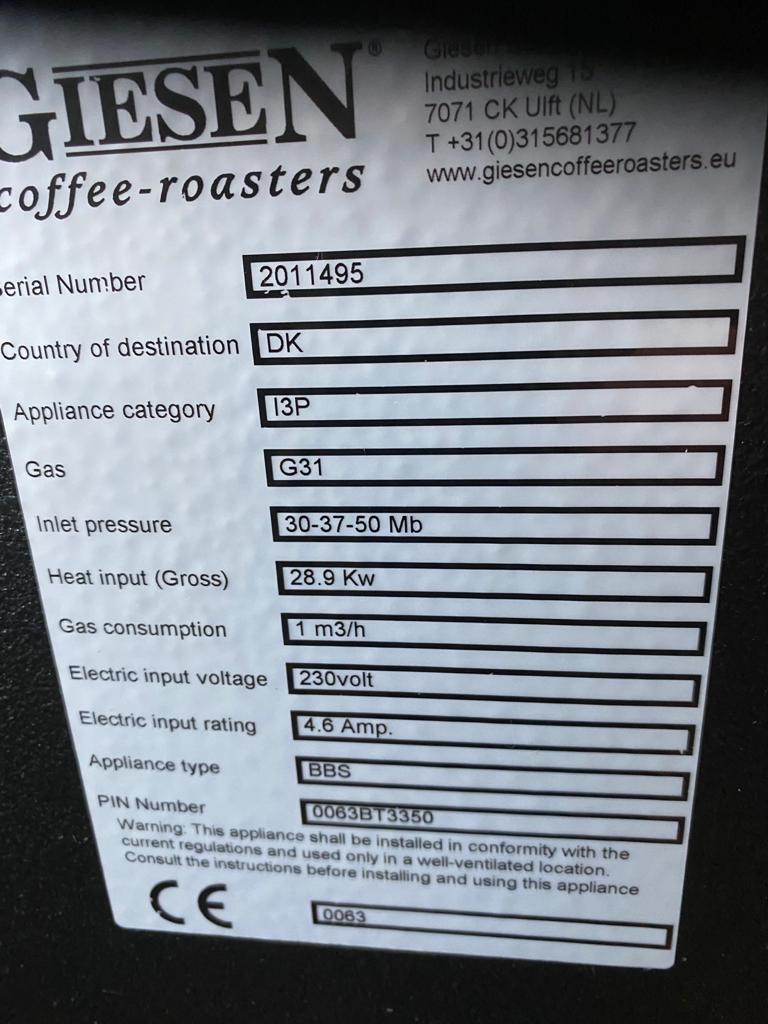 GIESEN®
coffee-roasters
Giesen
Industrieweg 15
7071 CK Ulft (NL)
T +31(0)315681377
www.giesencoffeeroasters.eu
Serial Number 2011495
Country of destination DK
Appliance category I3P
Gas G31
Inlet pressure 30-37-50 Mb
Heat input (Gross) 28.9 Kw
Gas consumption 1 m3/h
Electric input voltage 230volt
Electric input rating 4.6 Amp.
Appliance type BBS
PIN Number 0063BT3350
Warning: This appliance shall be installed in conformity with the
current regulations and used only in a well-ventilated location.
Consult the instructions before installing and using this appliance
CE 0063